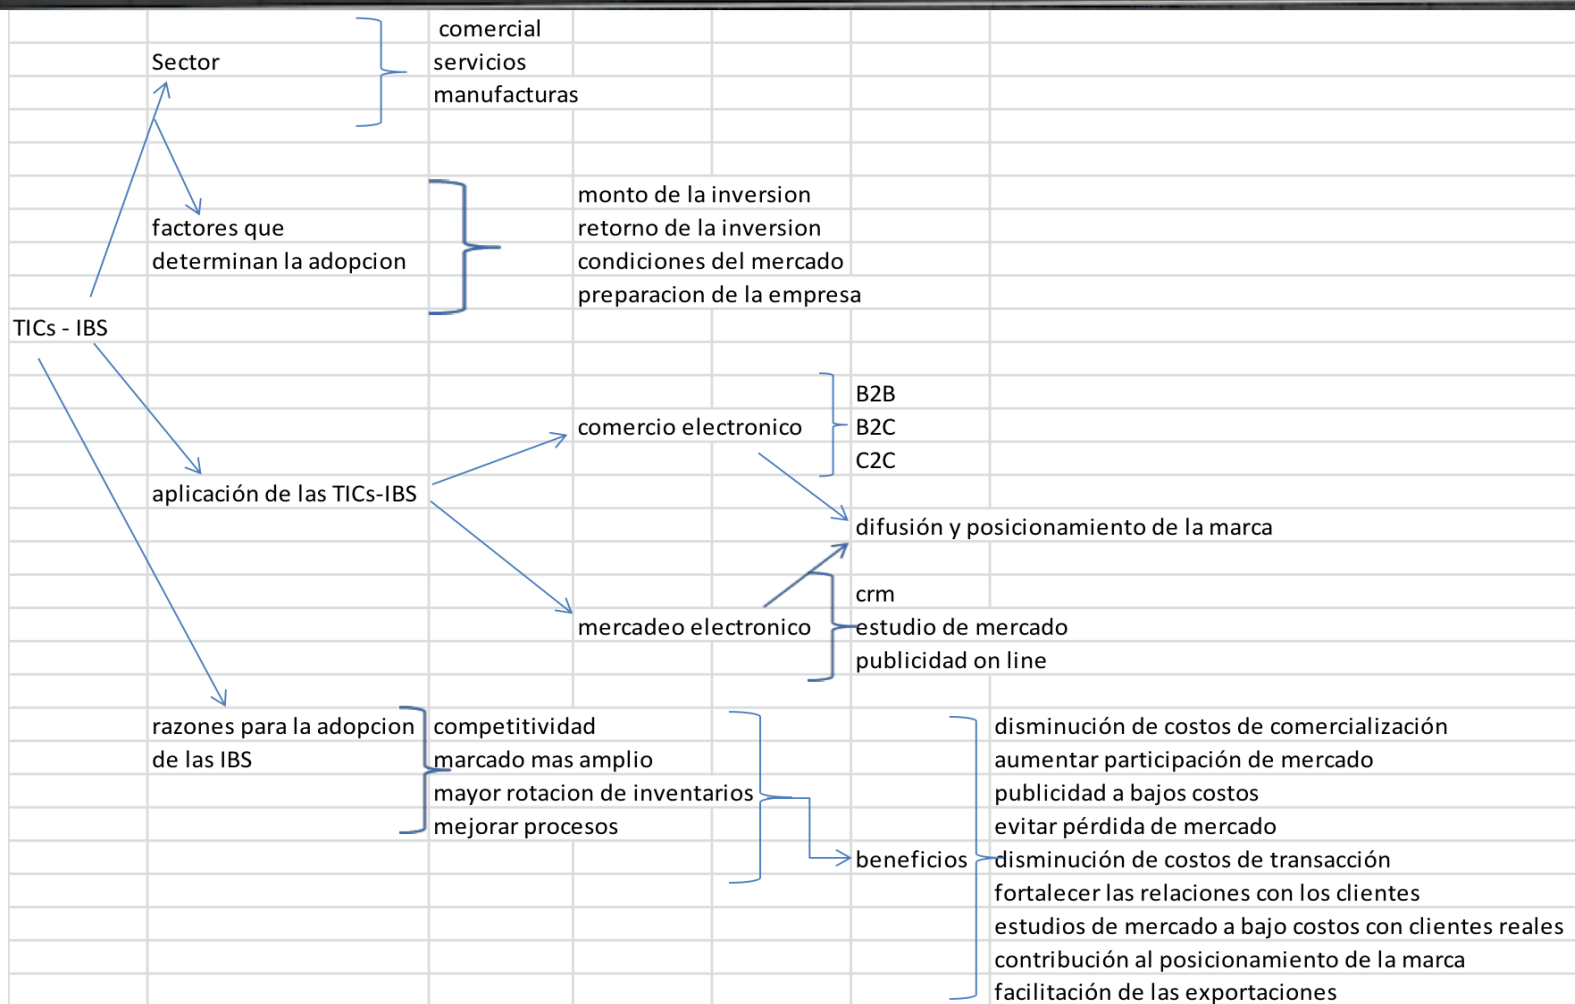 comercial
Sector
servicios
manufacturas
monto de la inversion
factores que
retorno de la inversion
determinan la adopcion
condiciones del mercado
preparacion de la empresa
TICs - IBS
B2B
comercio electronico
B2C
C2C
aplicación de las TICs-IBS
difusión y posicionamiento de la marca
crm
mercadeo electronico
estudio de mercado
publicidad on line
razones para la adopcion
de las IBS
competitividad
marcado mas amplio
mayor rotacion de inventarios
mejorar procesos
beneficios
disminución de costos de comercialización
aumentar participación de mercado
publicidad a bajos costos
evitar pérdida de mercado
disminución de costos de transacción
fortalecer las relaciones con los clientes
estudios de mercado a bajo costos con clientes reales
contribución al posicionamiento de la marca
facilitación de las exportaciones